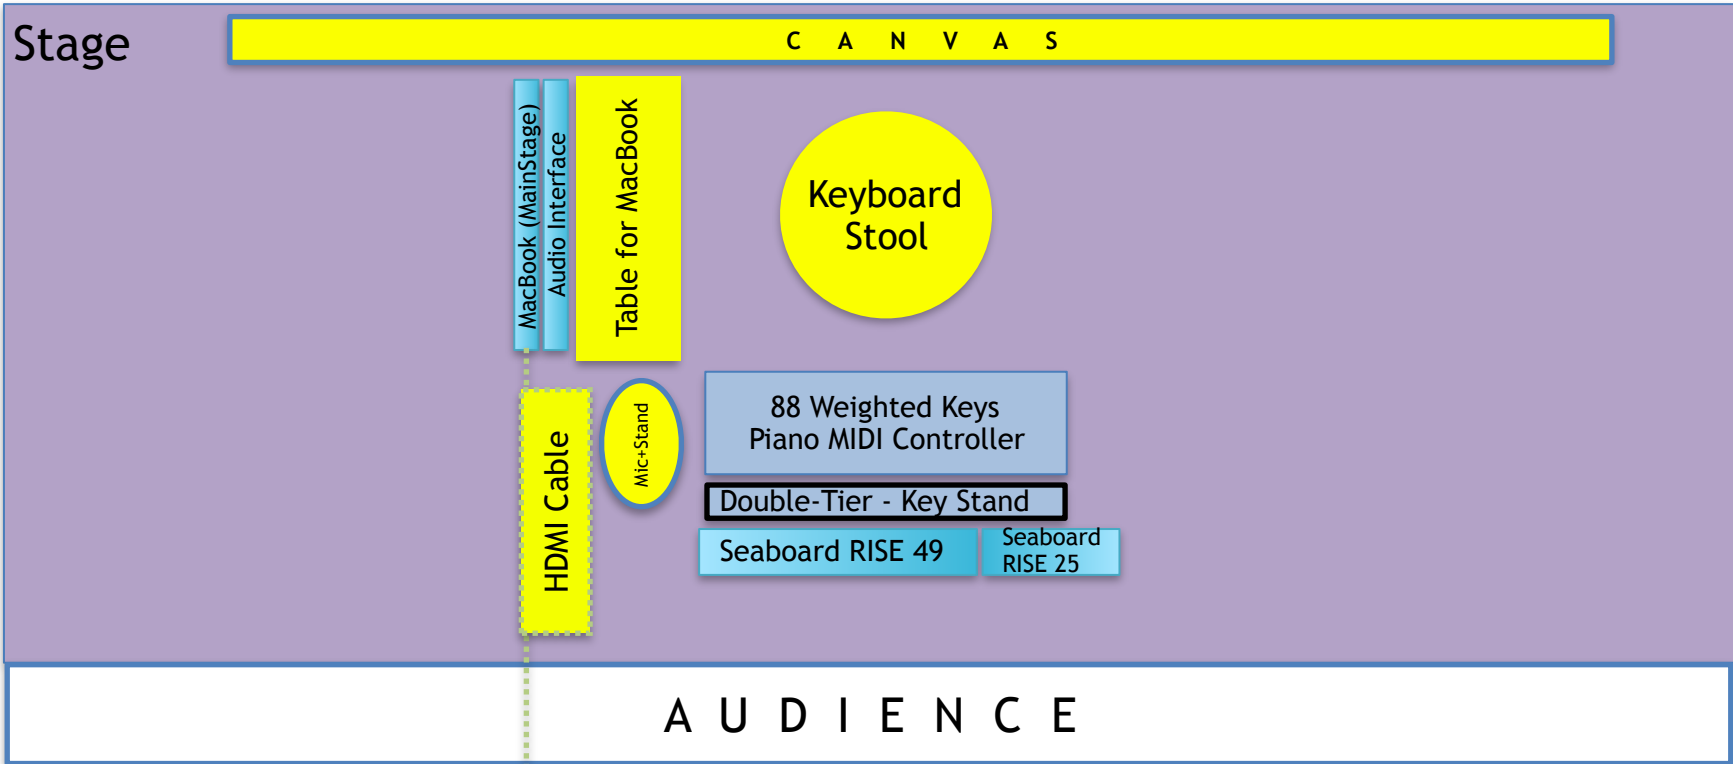 Stage
C A N V A S
MacBook (MainStage)
Audio Interface
Table for MacBook
Keyboard
Stool
HDMI Cable
Mic+Stand
88 Weighted Keys
Piano MIDI Controller
Double-Tier - Key Stand
Seaboard RISE 49
Seaboard
RISE 25
A U D I E N C E